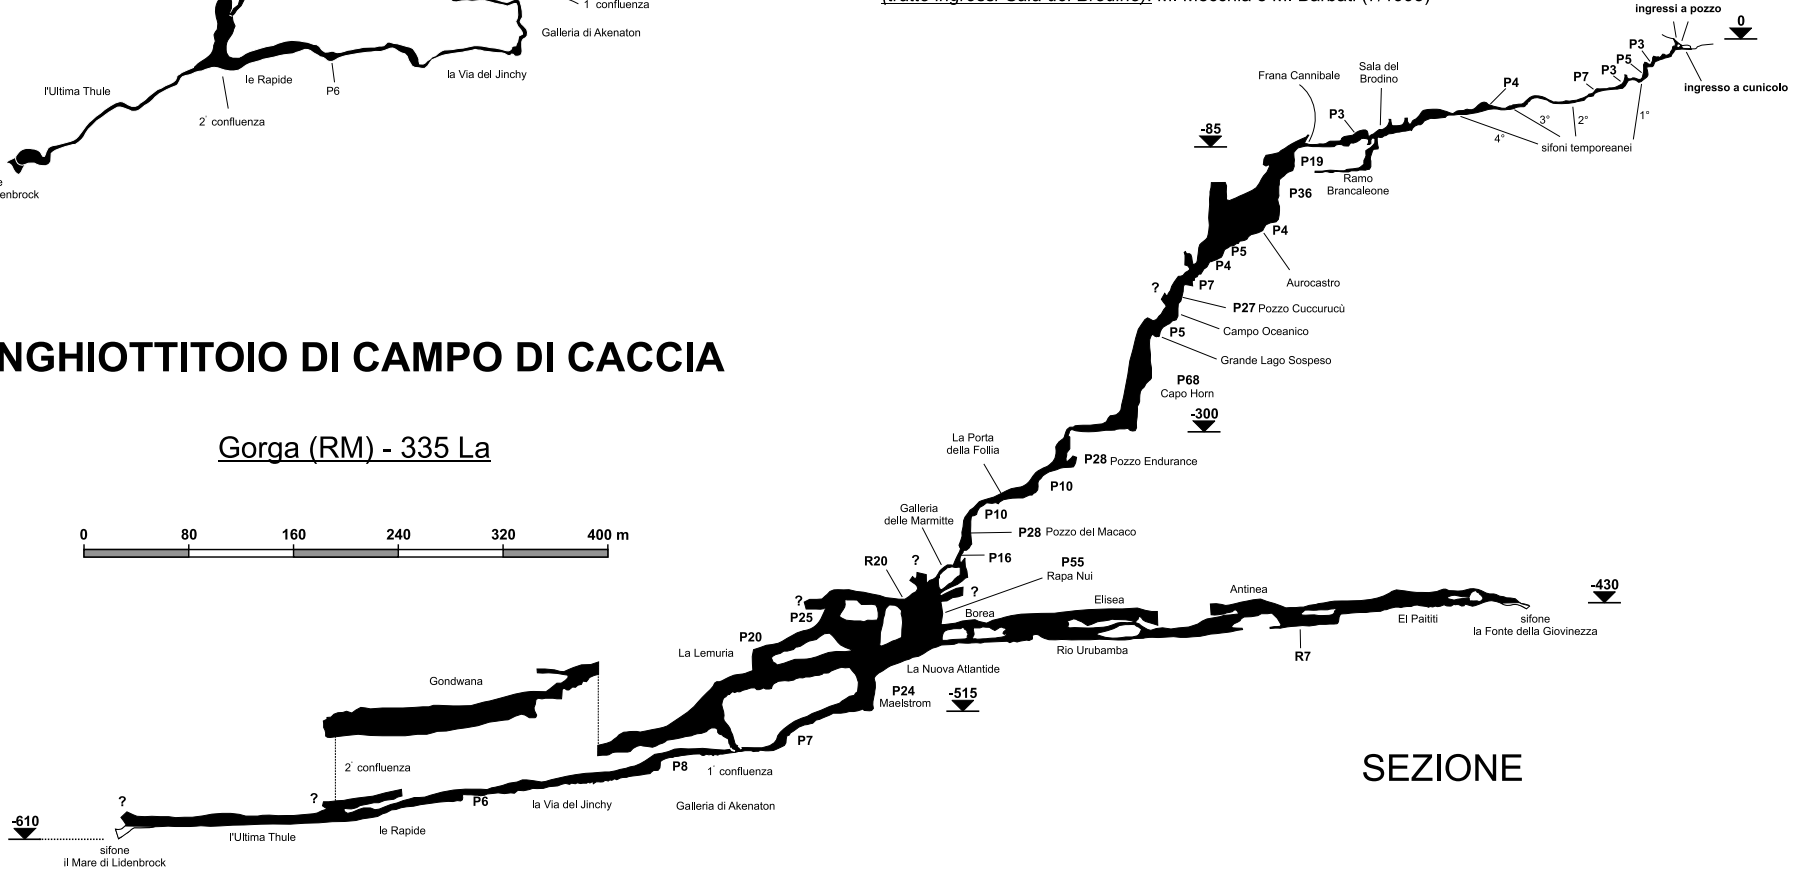 1 confluenza
Galleria di Akenaton
le Rapide
la Via del Jinchy
P6
l'Ultima Thule
2 confluenza
enbrock
ingressi a pozzo
0
P3
P5
P3
ingresso a cunicolo
P7
P4
Sala del
Brodino
Frana Cannibale
P3
1°
2°
3°
4°
sifoni temporeanei
-85
P19
Ramo
Brancaleone
P36
P4
P5
P4
Aurocastro
P7
?
P27 Pozzo Cuccurucù
Campo Oceanico
P5
Grande Lago Sospeso
NGHIOTTITOIO DI CAMPO DI CACCIA
P68
Capo Horn
-300
Gorga (RM) - 335 La
La Porta
della Follia
P28 Pozzo Endurance
P10
P10
Galleria
delle Marmitte
P28 Pozzo del Macaco
0 80 160 240 320 400 m
P16
R20
?
P55
Rapa Nui
?
?
P25
Borea
Elisea
Antinea
-430
El Paititi
sifone
la Fonte della Giovinezza
P20
La Lemuria
Rio Urubamba
R7
La Nuova Atlantide
Gondwana
P24
Maelstrom
-515
P7
SEZIONE
2 confluenza
P8
1 confluenza
?
?
P6
la Via del Jinchy
Galleria di Akenaton
-610
l'Ultima Thule
le Rapide
sifone
il Mare di Lidenbrock